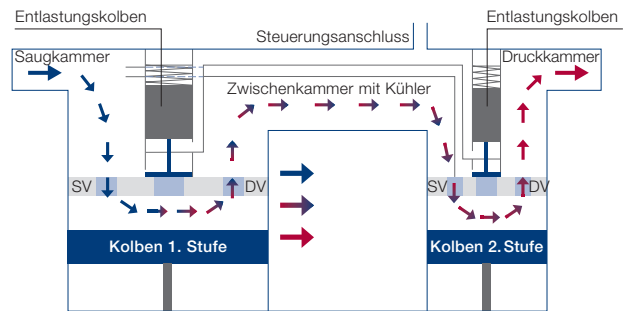 Entlastungskolben
Entlastungskolben
Steuerungsanschluss
Saugkammer
Druckkammer
Zwischenkammer mit Kühler
SV
DV
SV
DV
Kolben 1. Stufe
Kolben 2. Stufe